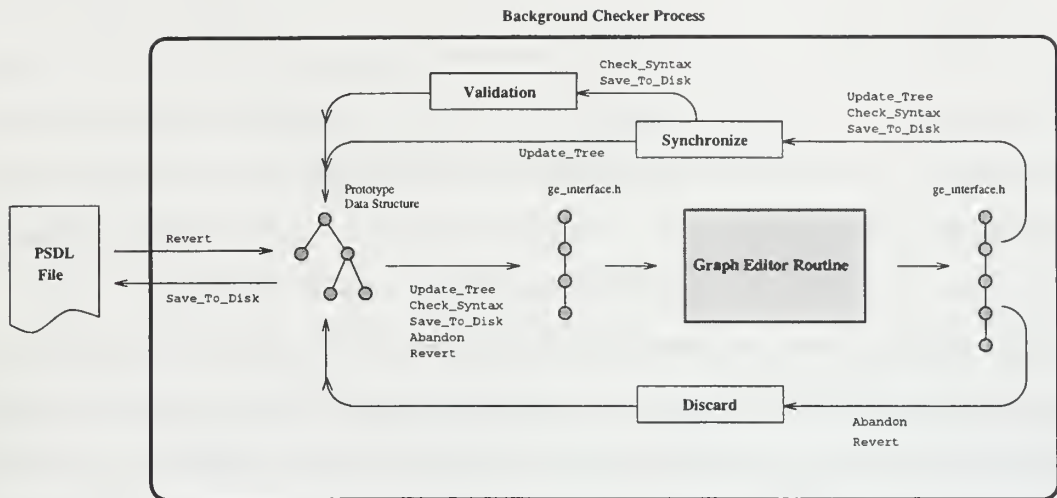 Background Checker Process
Check_Syntax
Save_To_Disk
Validation
Update_Tree
Check_Syntax
Save_To_Disk
Synchronize
Update_Tree
Prototype
Data Structure
ge_interface.h
ge_interface.h
PSDL
File
Revert
Save_To_Disk
Graph Editor Routine
Update_Tree
Check_Syntax
Save_To_Disk
Abandon
Revert
Discard
Abandon
Revert